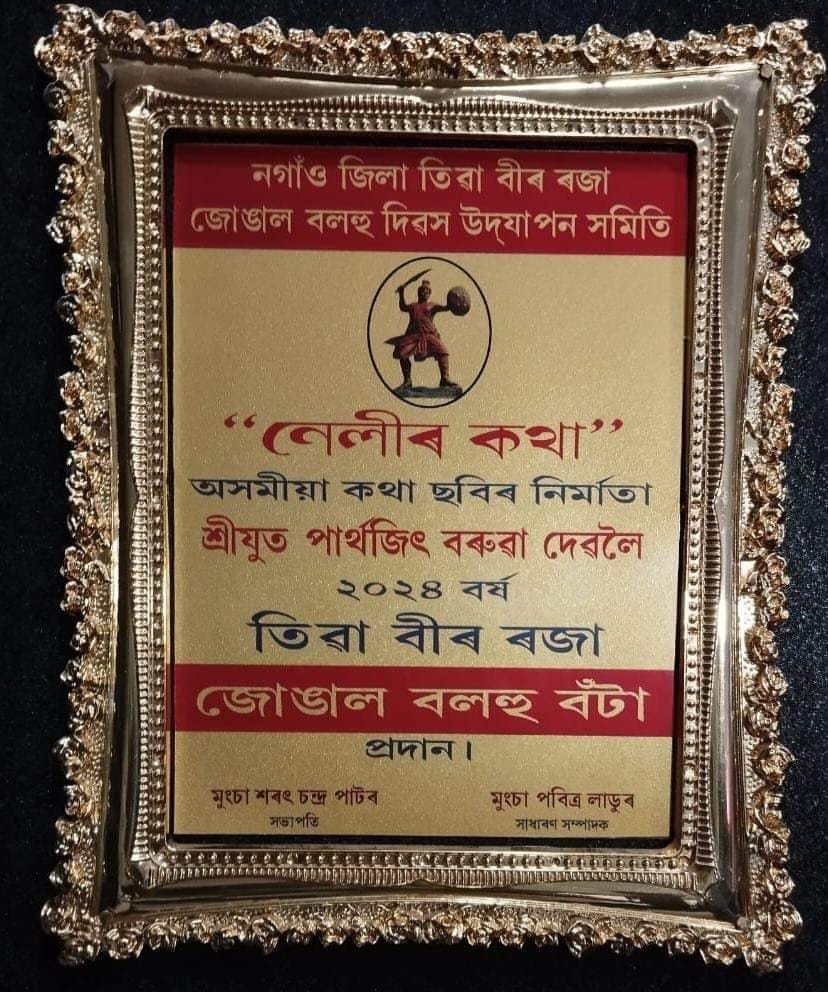 নগাঁও জিলা তিৱা বীৰ ৰজা
জোঙাল বলহু দিৱস উদ্‌যাপন সমিতি
“নেলীৰ কথা”
অসমীয়া কথা ছবিৰ নিৰ্মাতা
শ্ৰীযুত পাৰ্থজিৎ বৰুৱা দেৱলৈ
২০২৪ বৰ্ষ
তিৱা বীৰ ৰজা
জোঙাল বলহু বঁটা
প্ৰদান।
মুংচা শৰৎ চন্দ্ৰ পাটৰ মুংচা পবিত্ৰ লাডুৰ
সভাপতি সাধাৰণ সম্পাদক